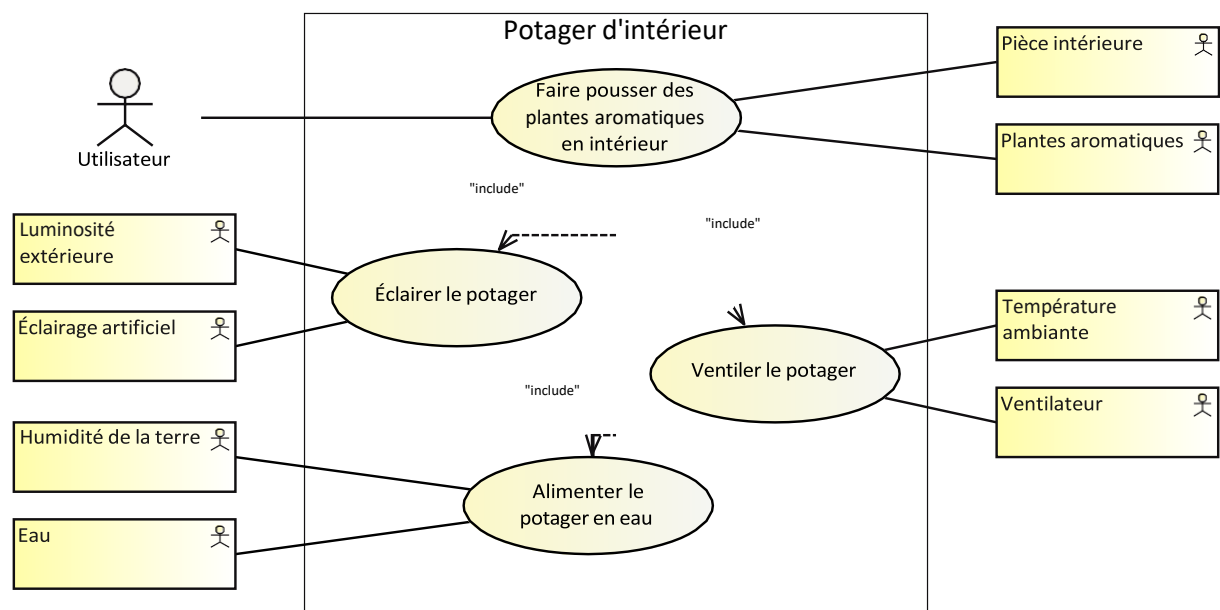 Potager d'intérieur
Pièce intérieure
Faire pousser des
plantes aromatiques
en intérieur
Plantes aromatiques
Utilisateur
"include"
"include"
Luminosité
extérieure
Éclairer le potager
Éclairage artificiel
Température
ambiante
Ventiler le potager
"include"
Ventilateur
Humidité de la terre
Alimenter le
potager en eau
Eau